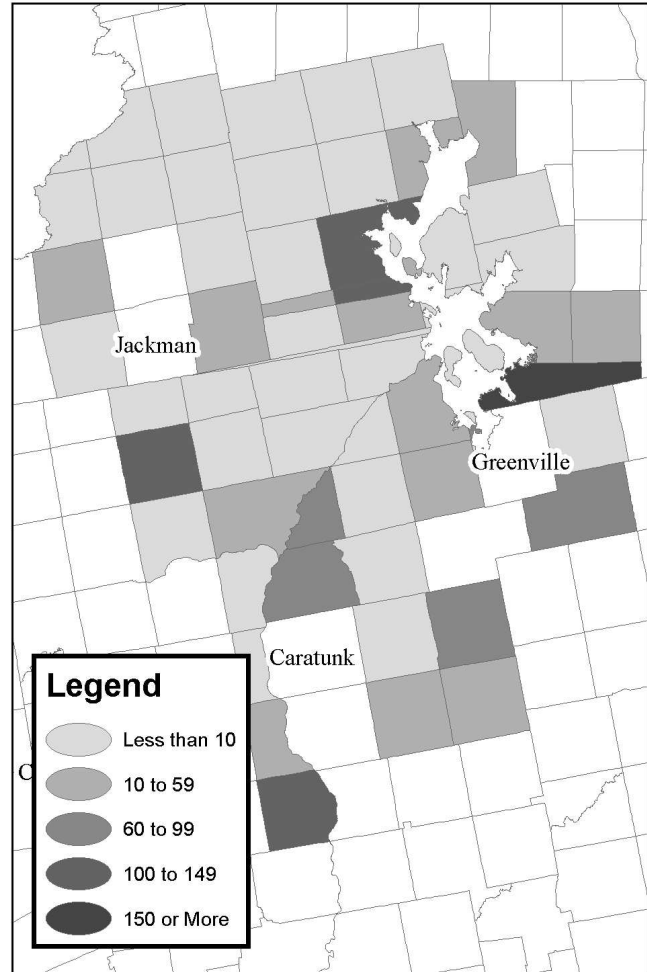 Jackman
Greenville
Caratunk
Legend
Less than 10
C
10 to 59
60 to 99
100 to 149
150 or More